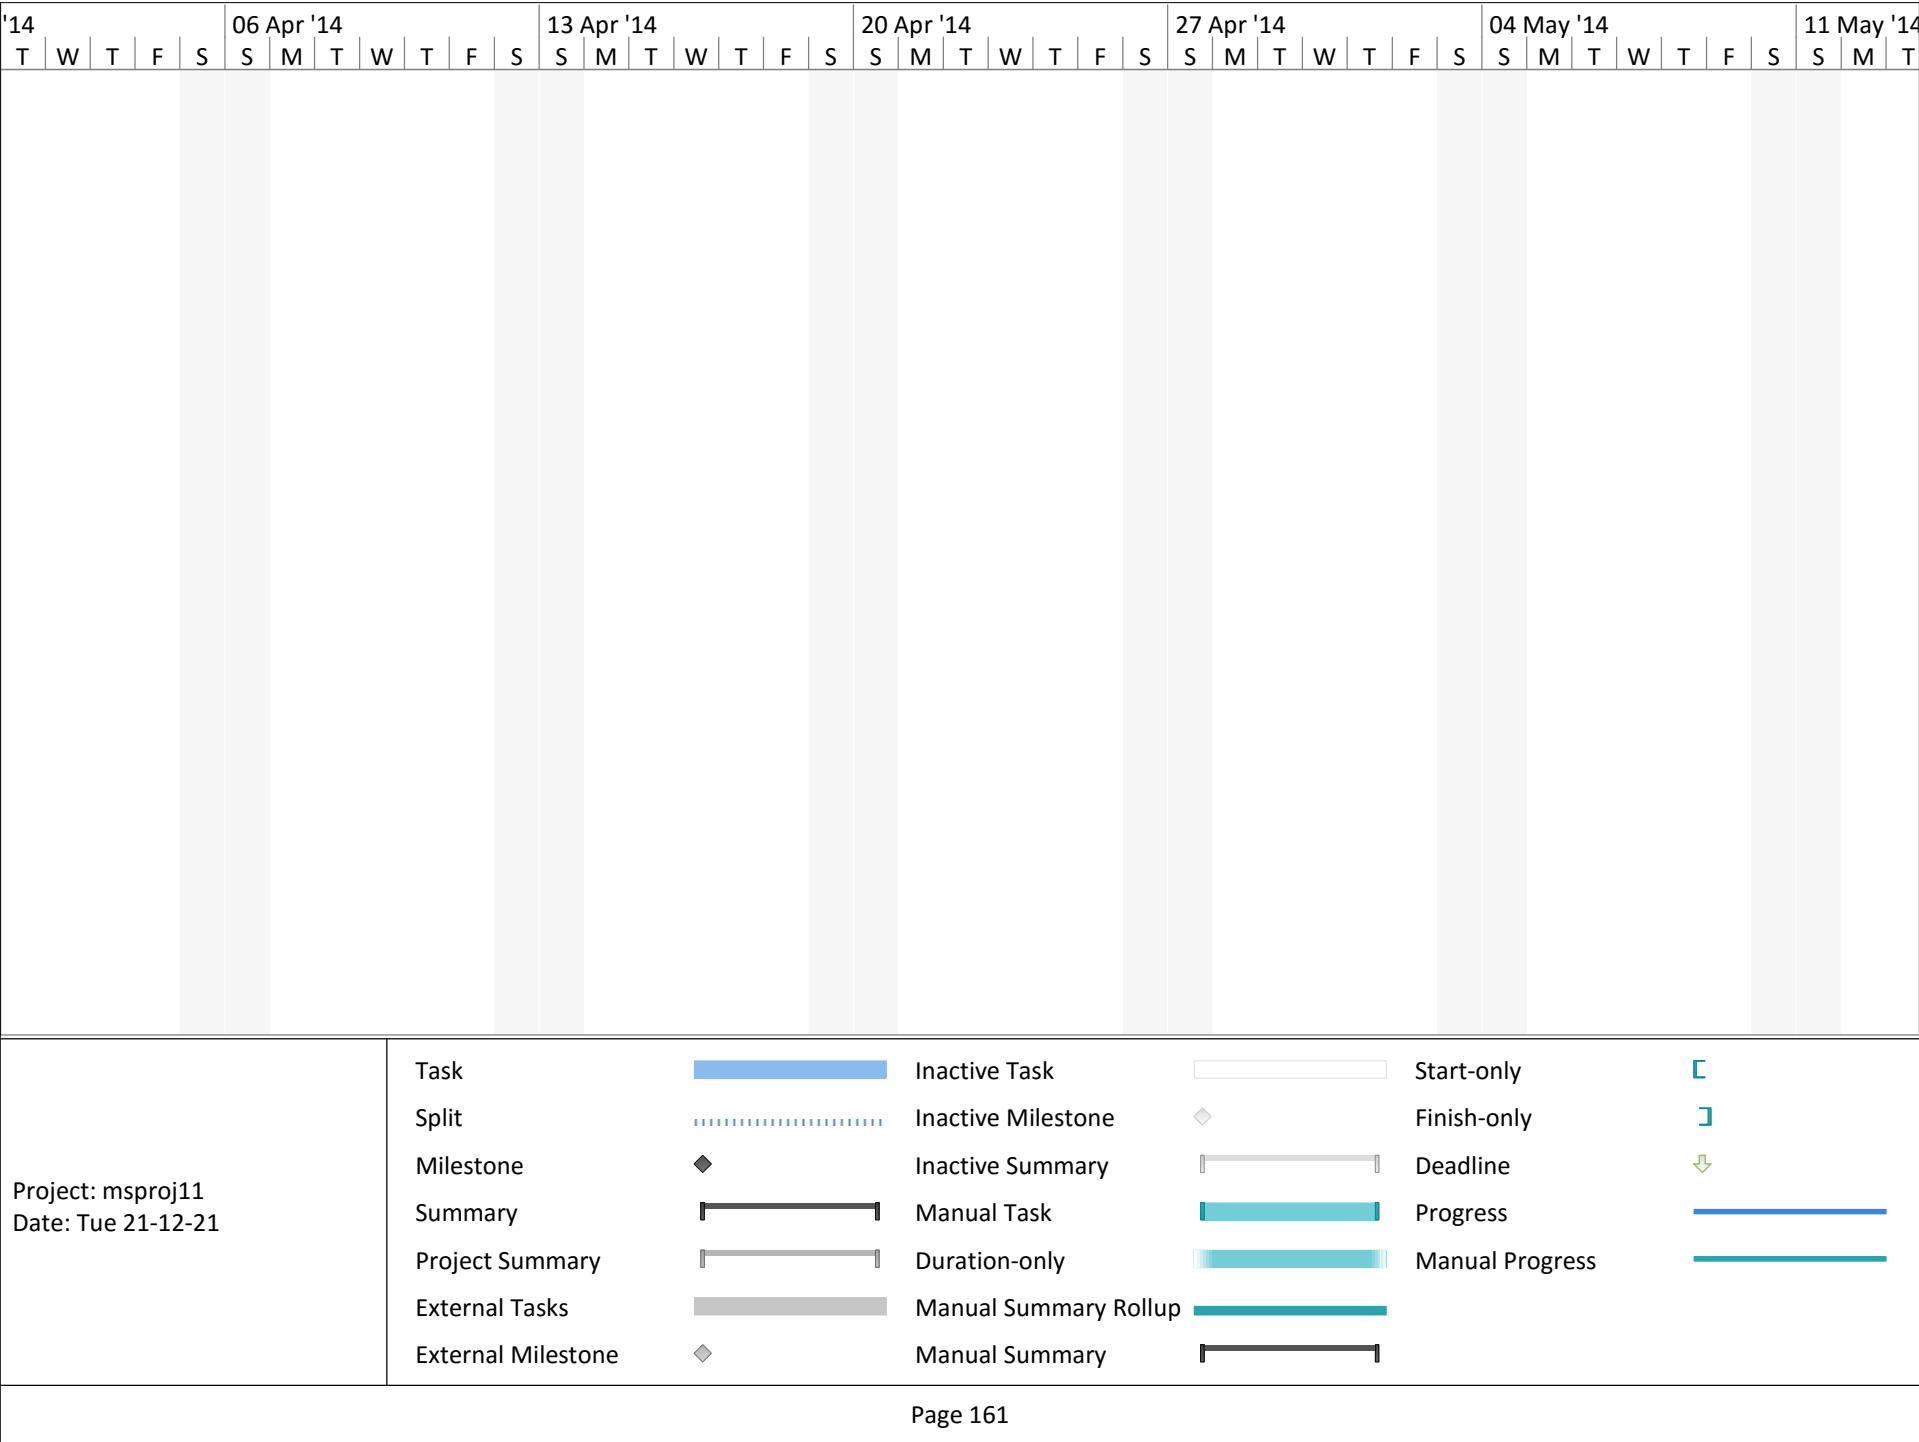 '14 06 Apr '14 13 Apr '14 20 Apr '14 27 Apr '14 04 May '14 11 May '14
T W T F S S M T W T F S S M T W T F S S M T W T F S S M T W T F S S M T W T F S S M T
Task Inactive Task Start-only
Split Inactive Milestone Finish-only
Milestone Inactive Summary Deadline
Project: msproj11
Date: Tue 21-12-21
Summary Manual Task Progress
Project Summary Duration-only Manual Progress
External Tasks Manual Summary Rollup
External Milestone Manual Summary
Page 161